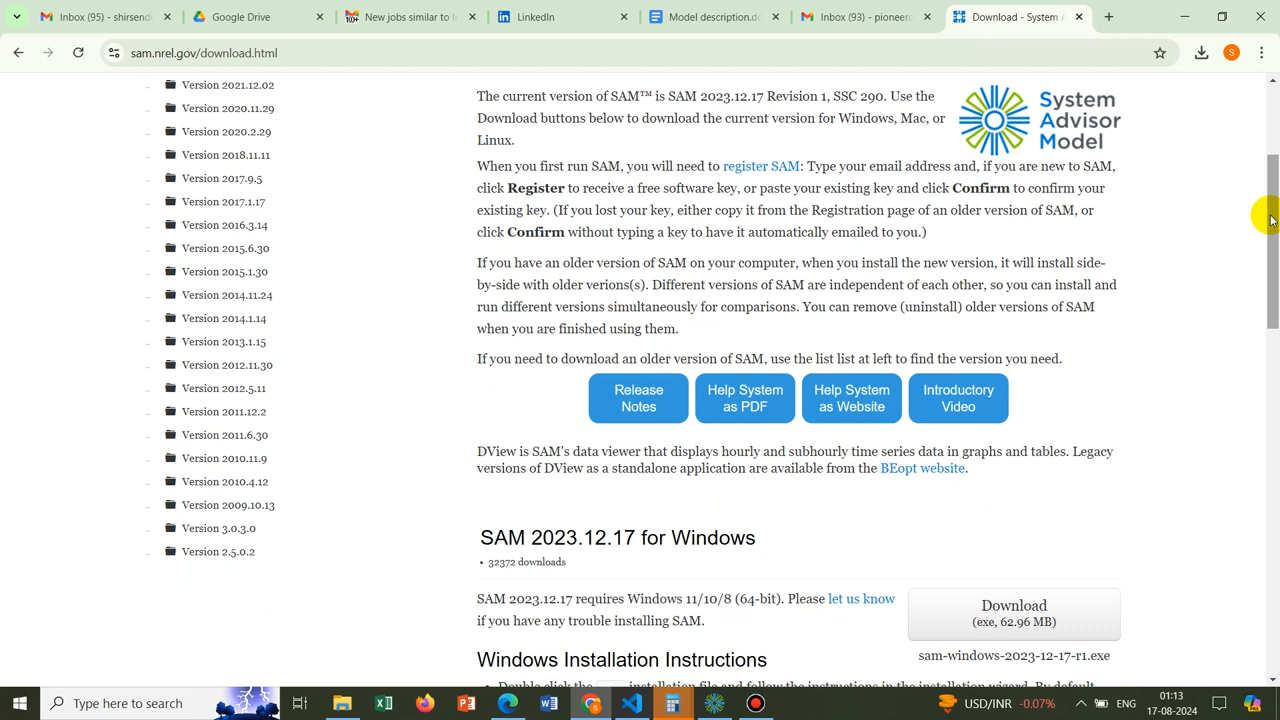 Inbox (95) - shirsend
Google Drive
New jobs similar to I
LinkedIn
Model description.do
Inbox (93) - pioneer
Download - System A
sam.nrel.gov/download.html
S
Version 2021.12.02
Version 2020.11.29
Version 2020.2.29
Version 2018.11.11
Version 2017.9.5
Version 2017.1.17
Version 2016.3.14
Version 2015.6.30
Version 2015.1.30
Version 2014.11.24
Version 2014.1.14
Version 2013.1.15
Version 2012.11.30
Version 2012.5.11
Version 2011.12.2
Version 2011.6.30
Version 2010.11.9
Version 2010.4.12
Version 2009.10.13
Version 3.0.3.0
Version 2.5.0.2
The current version of SAM™ is SAM 2023.12.17 Revision 1, SSC 290. Use the
Download buttons below to download the current version for Windows, Mac, or
Linux.
System
Advisor
Model
When you first run SAM, you will need to register SAM: Type your email address and, if you are new to SAM,
click Register to receive a free software key, or paste your existing key and click Confirm to confirm your
existing key. (If you lost your key, either copy it from the Registration page of an older version of SAM, or
click Confirm without typing a key to have it automatically emailed to you.)
If you have an older version of SAM on your computer, when you install the new version, it will install side-
by-side with older verions(s). Different versions of SAM are independent of each other, so you can install and
run different versions simultaneously for comparisons. You can remove (uninstall) older versions of SAM
when you are finished using them.
If you need to download an older version of SAM, use the list list at left to find the version you need.
Release
Notes
Help System
as PDF
Help System
as Website
Introductory
Video
DView is SAM's data viewer that displays hourly and subhourly time series data in graphs and tables. Legacy
versions of DView as a standalone application are available from the BEopt website.
SAM 2023.12.17 for Windows
• 32372 downloads
SAM 2023.12.17 requires Windows 11/10/8 (64-bit). Please let us know
if you have any trouble installing SAM.
Download
(exe, 62.96 MB)
sam-windows-2023-12-17-r1.exe
Windows Installation Instructions
Type here to search
USD/INR -0.07%
ENG
01:13
17-08-2024